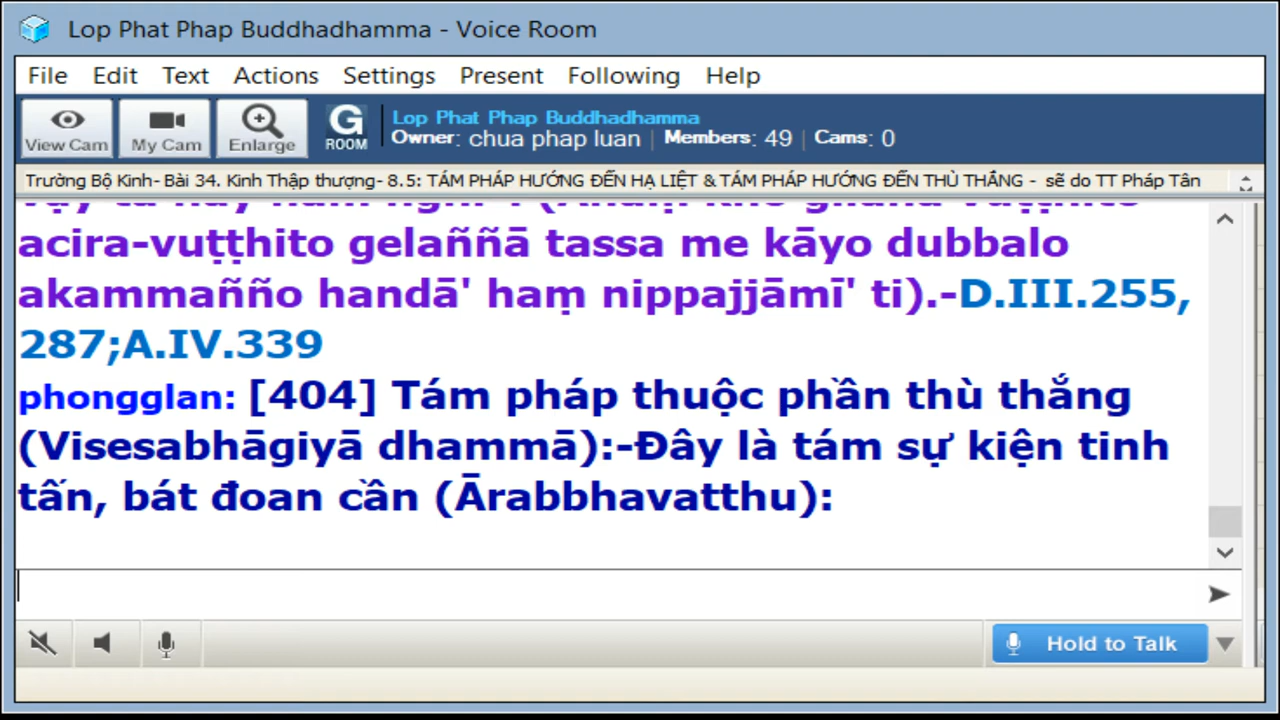 Lop Phat Phap Buddhadhamma - Voice Room
File Edit Text Actions Settings Present Following Help
View Cam My Cam Enlarge G ROOM
Lop Phat Phap Buddhadhamma
Owner: chua phap luan | Members: 49 | Cams: 0
Trường Bộ Kinh- Bài 34. Kinh Thập thượng- 8.5: TÁM PHÁP HƯỚNG ĐẾN HẠ LIỆT & TÁM PHÁP HƯỚNG ĐẾN THÙ THẮNG - sẽ do TT Pháp Tân
acira-vuṭṭhito gelaññā tassa me kāyo dubbalo
akammañño handā' haṃ nippajjāmī' ti).-D.III.255,
287;A.IV.339
phongglan: [404] Tám pháp thuộc phần thù thắng
(Visesabhāgiyā dhammā):-Đây là tám sự kiện tinh
tấn, bát đoan cần (Ārabbhavatthu):
Hold to Talk